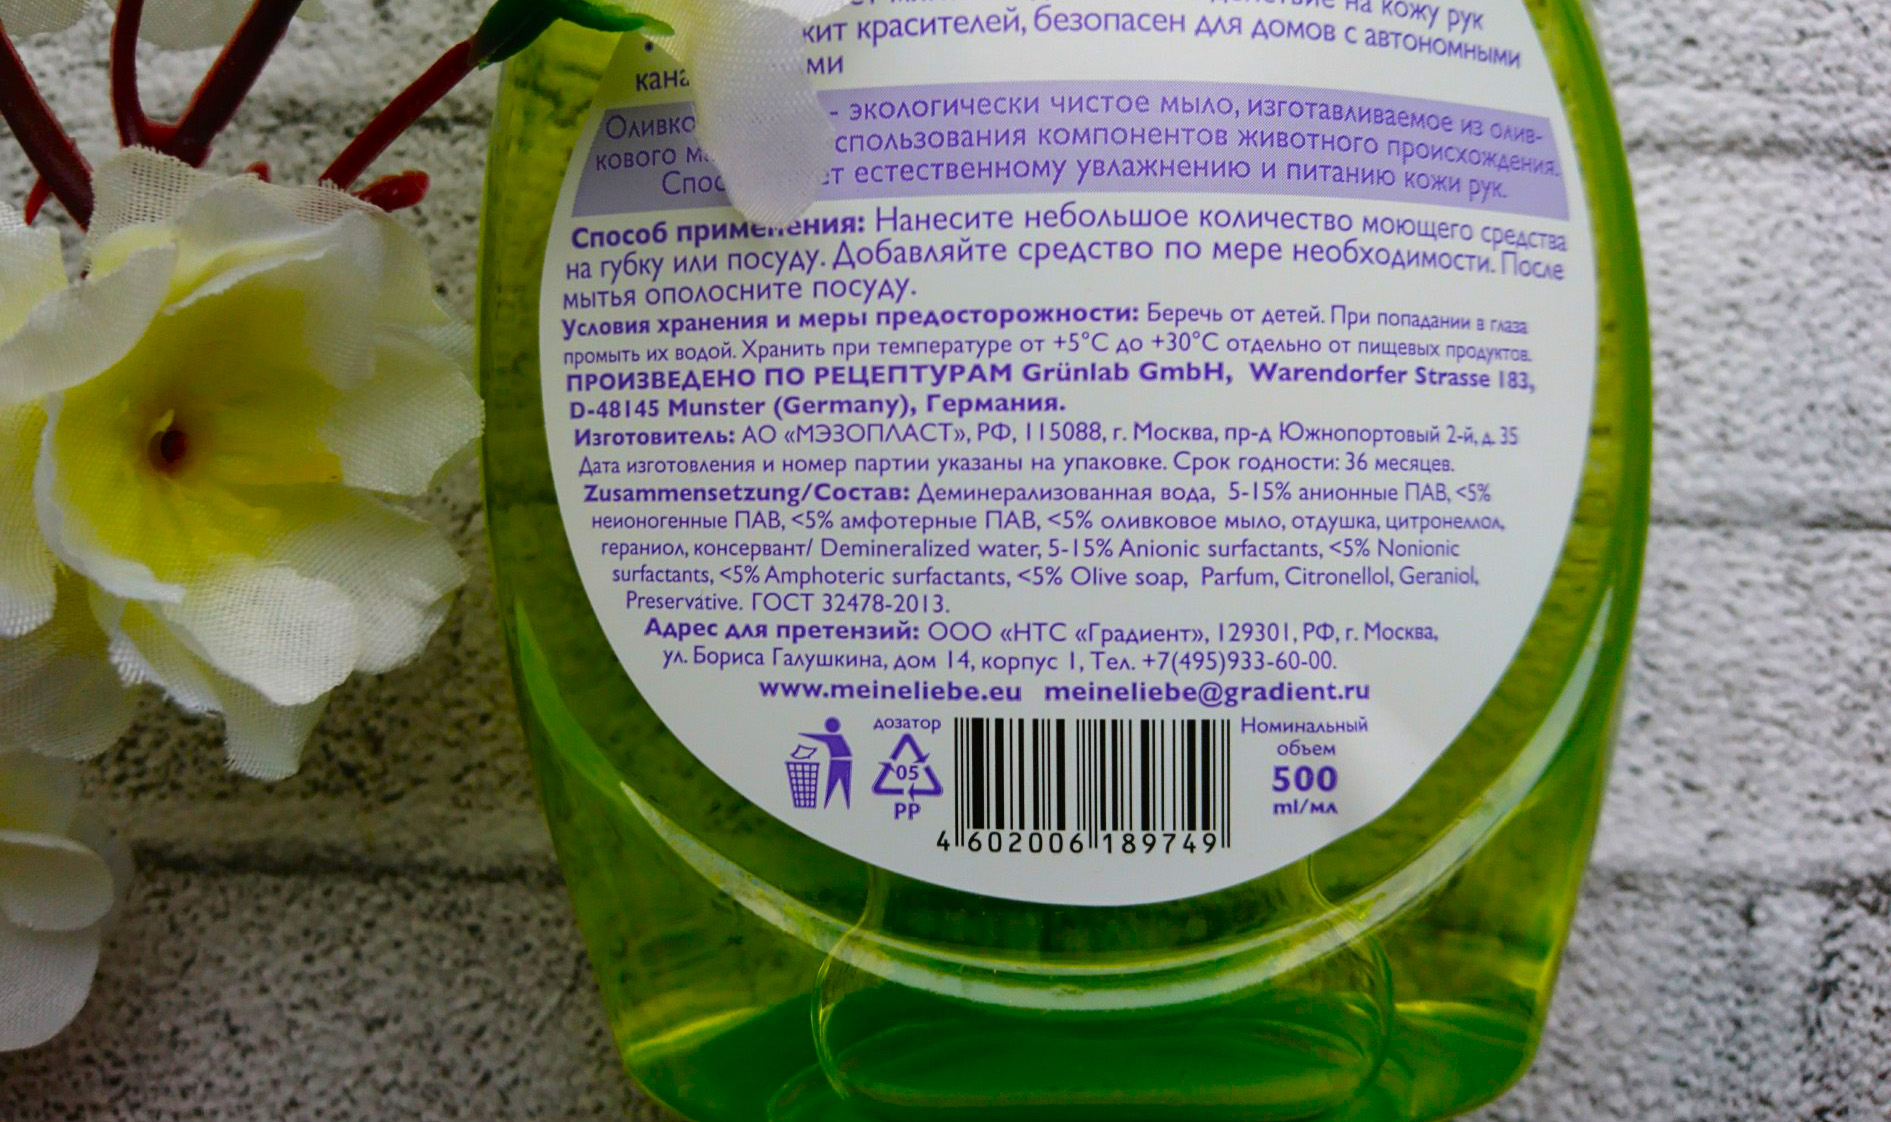 на кожу рук
красителей, безопасен для домов с автономными
Оливко - экологически чистое мыло, изготавливаемое из олив-
кового спользования компонентов животного происхождения.
Спос ет естественному увлажнению и питанию кожи рук.
Способ применения: Нанесите небольшое количество моющего средства
на губку или посуду. Добавляйте средство по мере необходимости. После
мытья ополосните посуду.
Условия хранения и меры предосторожности: Беречь от детей. При попадании в глаза
промыть их водой. Хранить при температуре от +5°C до +30°C отдельно от пищевых продуктов.
ПРОИЗВЕДЕНО ПО РЕЦЕПТУРАМ Grünlab GmbH, Warendorfer Strasse 183,
D-48145 Munster (Germany), Германия.
Изготовитель: АО «МЭЗОПЛАСТ», РФ, 115088, г. Москва, пр-д Южнопортовый 2-й, д. 35
Дата изготовления и номер партии указаны на упаковке. Срок годности: 36 месяцев.
Zusammensetzung/Состав: Деминерализованная вода, 5-15% анионные ПАВ, <5%
неионогенные ПАВ, <5% амфотерные ПАВ, <5% оливковое мыло, отдушка, цитронеллол,
гераниол, консервант/ Demineralized water, 5-15% Anionic surfactants, <5% Nonionic
surfactants, <5% Amphoteric surfactants, <5% Olive soap, Parfum, Citronellol, Geraniol,
Preservative. ГОСТ 32478-2013.
Адрес для претензий: ООО «НТС «Градиент», 129301, РФ, г. Москва,
ул. Бориса Галушкина, дом 14, корпус 1, Тел. +7(495)933-60-00.
www.meineliebe.eu meineliebe@gradient.ru
дозатор
05
PP
4 602006 189749
Номинальный
объем
500
ml/мл